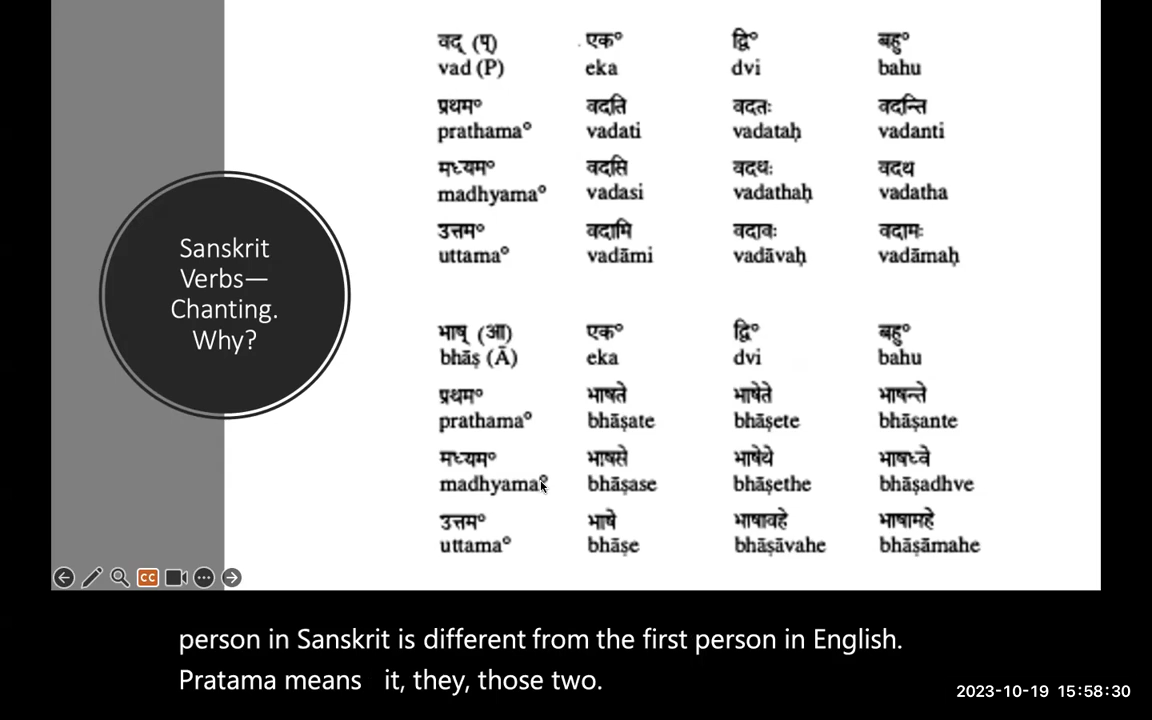 Sanskrit
Verbs—
Chanting.
Why?
वद् (प) एक° द्वि° बहु°
vad (P) eka dvi bahu
प्रथम° वदति वदतः वदन्ति
prathama° vadati vadataḥ vadanti
मध्यम° वदसि वदथः वदथ
madhyama° vadasi vadathaḥ vadatha
उत्तम° वदामि वदावः वदामः
uttama° vadāmi vadāvaḥ vadāmaḥ
भाष् (आ) एक° द्वि° बहु°
bhāṣ (Ā) eka dvi bahu
प्रथम° भाषते भाषेते भाषन्ते
prathama° bhāṣate bhāṣete bhāṣante
मध्यम° भाषसे भाषेथे भाषध्वे
madhyama° bhāṣase bhāṣethe bhāṣadhve
उत्तम° भाषे भाषावहे भाषामहे
uttama° bhāṣe bhāṣāvahe bhāṣāmahe
CC
person in Sanskrit is different from the first person in English.
Pratama means it, they, those two.
2023-10-19 15:58:30